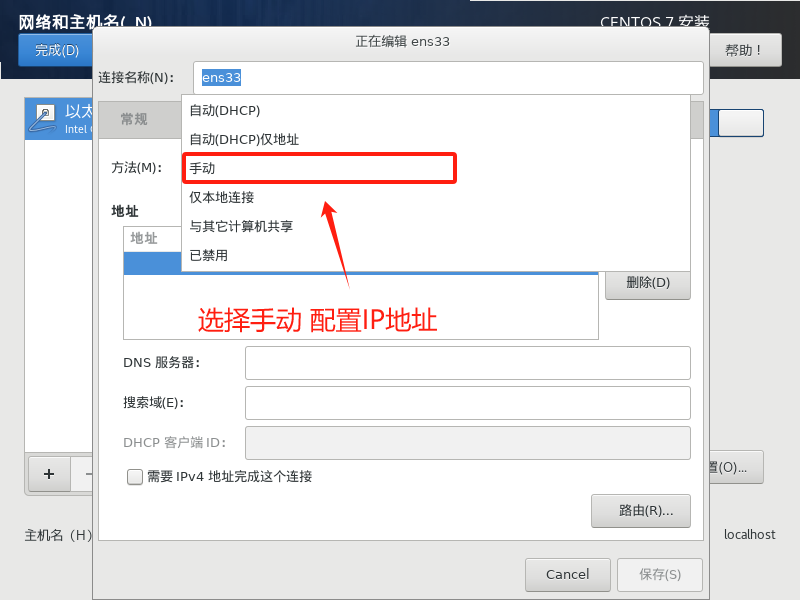 网络和主机名(N)
CENTOS 7 安装
完成(D)
正在编辑 ens33
帮助！
连接名称(N)：
ens33
以太
Intel
常规
自动(DHCP)
自动(DHCP)仅地址
方法(M)：
手动
仅本地连接
地址
与其它计算机共享
地址
已禁用
删除(D)
选择手动 配置IP地址
DNS 服务器：
搜索域(E)：
DHCP 客户端 ID：
需要 IPv4 地址完成这个连接
+
−
置(O)...
路由(R)...
主机名（H）
localhost
Cancel
保存(S)